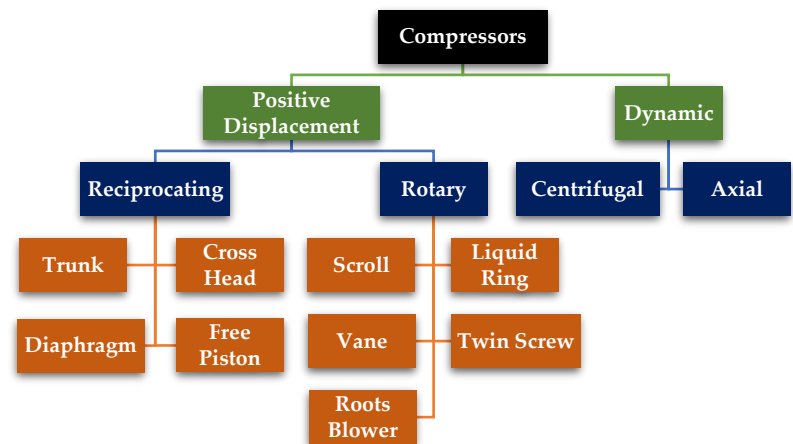 Compressors
Positive
Displacement
Dynamic
Reciprocating
Rotary
Centrifugal
Axial
Trunk
Cross
Head
Scroll
Liquid
Ring
Diaphragm
Free
Piston
Vane
Twin Screw
Roots
Blower